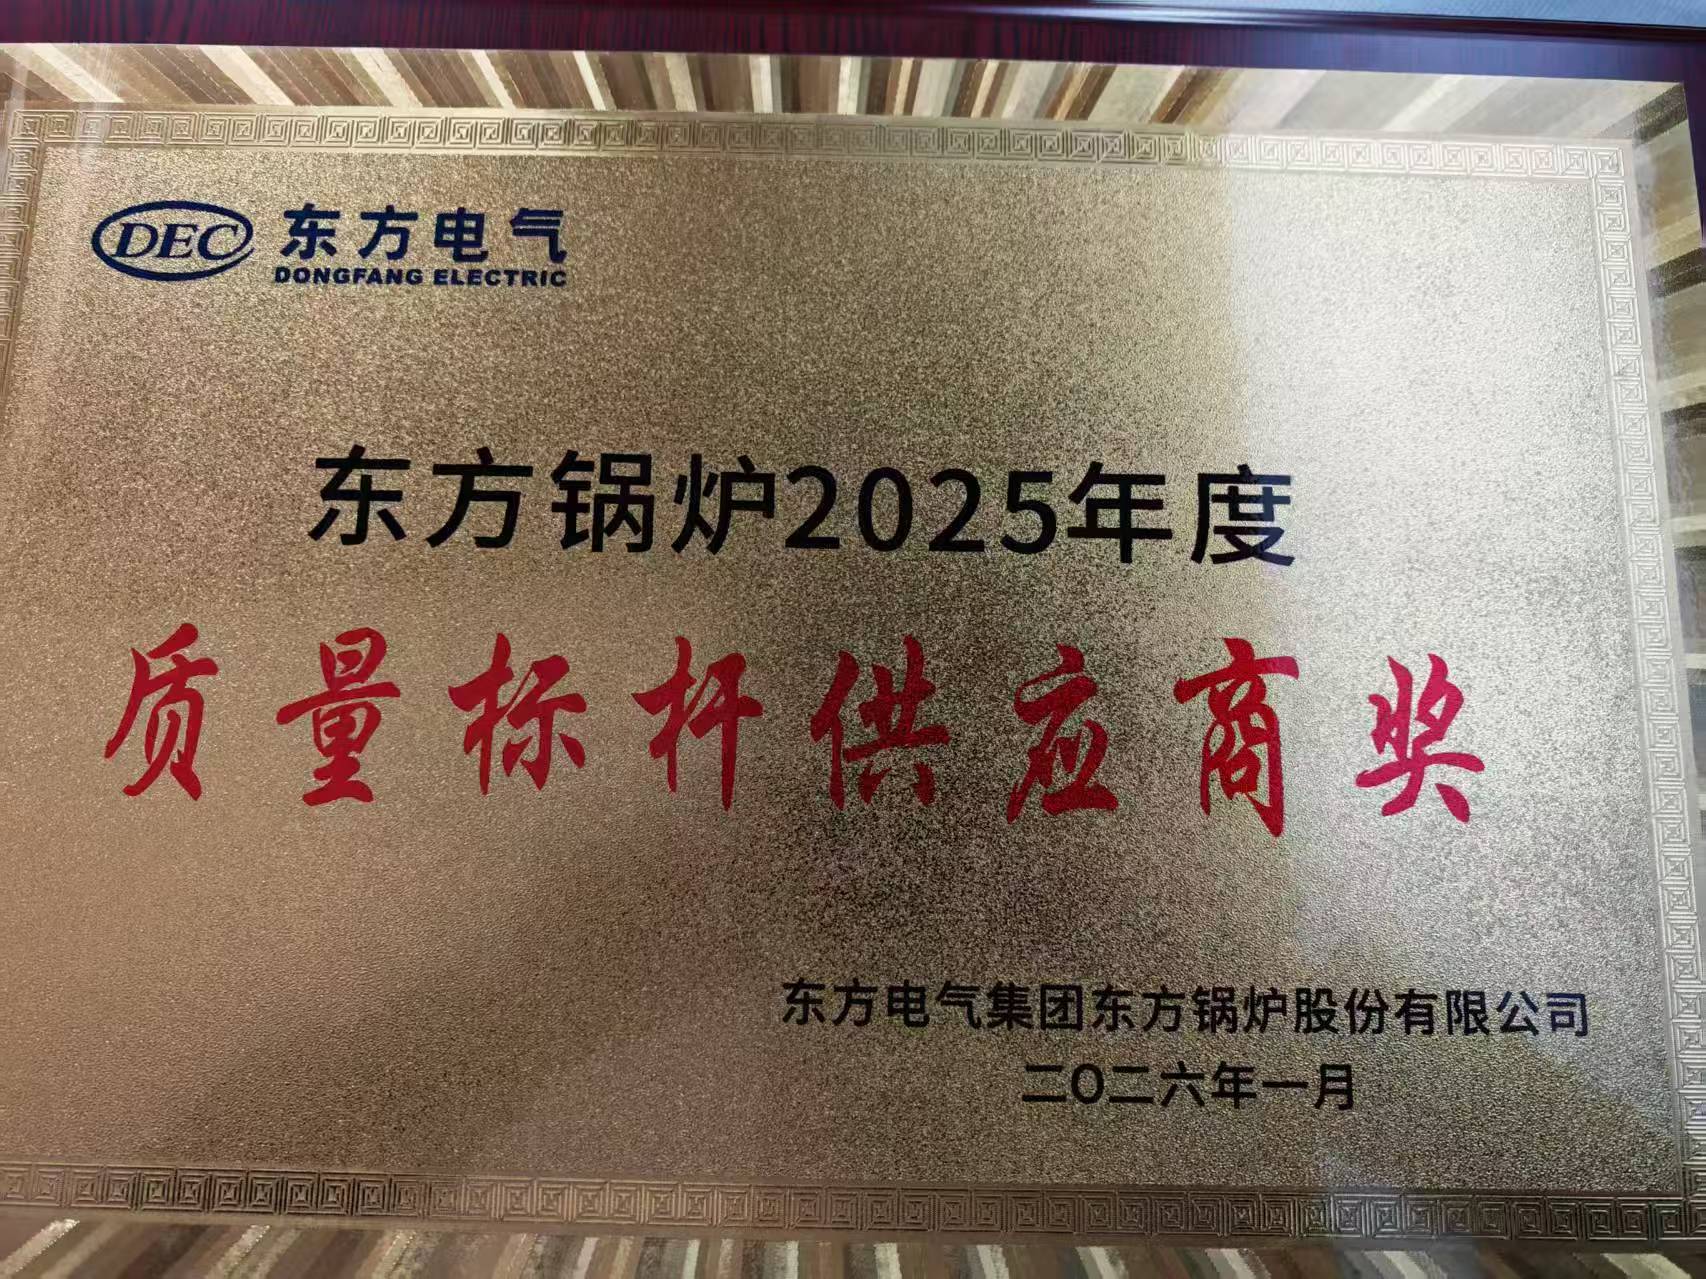 DEC 东方电气
DONGFANG ELECTRIC
东方锅炉2025年度
质量标杆供应商奖
东方电气集团东方锅炉股份有限公司
二〇二六年一月